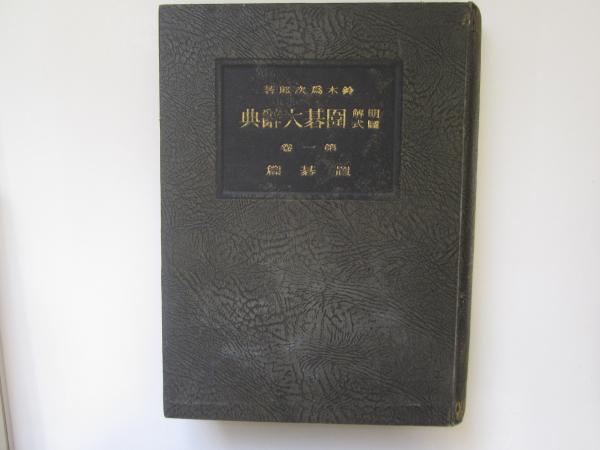 鈴木爲次郎著
明解
圖式
圍碁大辭典
第一卷
置碁篇